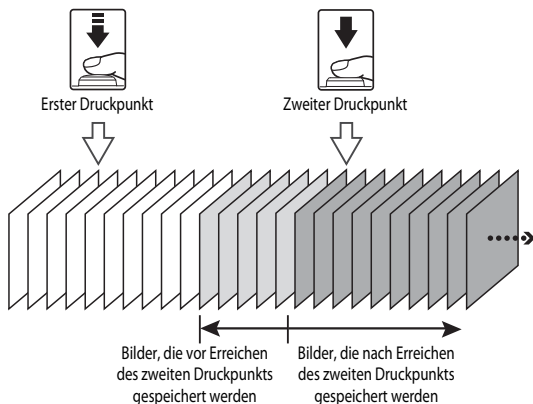 Erster Druckpunkt
Zweiter Druckpunkt
Bilder, die vor Erreichen
des zweiten Druckpunkts
gespeichert werden
Bilder, die nach Erreichen
des zweiten Druckpunkts
gespeichert werden